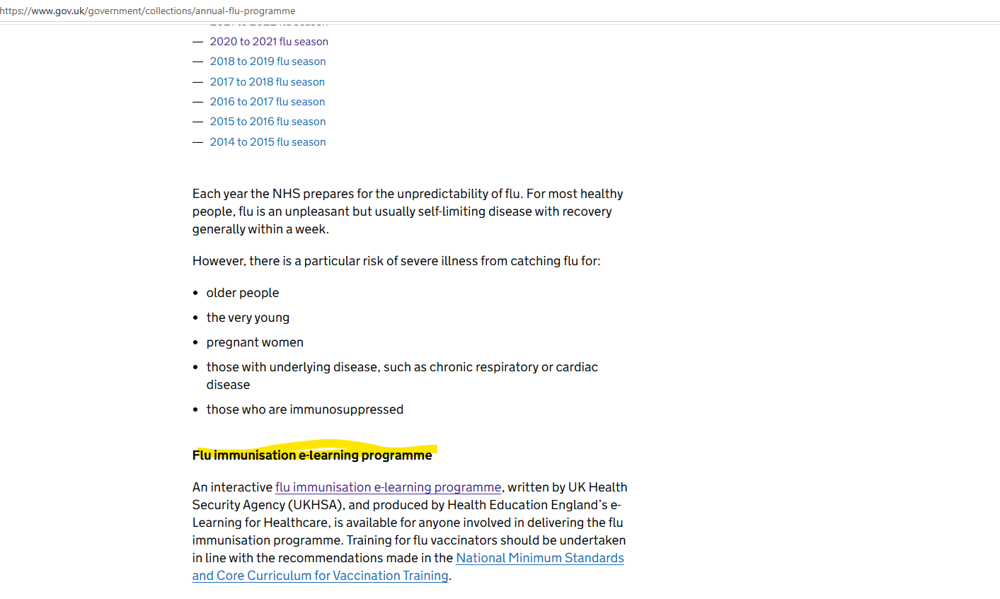 https://www.gov.uk/government/collections/annual-flu-programme
— 2020 to 2021 flu season
— 2018 to 2019 flu season
— 2017 to 2018 flu season
— 2016 to 2017 flu season
— 2015 to 2016 flu season
— 2014 to 2015 flu season
Each year the NHS prepares for the unpredictability of flu. For most healthy
people, flu is an unpleasant but usually self-limiting disease with recovery
generally within a week.
However, there is a particular risk of severe illness from catching flu for:
• older people
• the very young
• pregnant women
• those with underlying disease, such as chronic respiratory or cardiac
disease
• those who are immunosuppressed
Flu immunisation e-learning programme
An interactive flu immunisation e-learning programme, written by UK Health
Security Agency (UKHSA), and produced by Health Education England’s e-
Learning for Healthcare, is available for anyone involved in delivering the flu
immunisation programme. Training for flu vaccinators should be undertaken
in line with the recommendations made in the National Minimum Standards
and Core Curriculum for Vaccination Training.